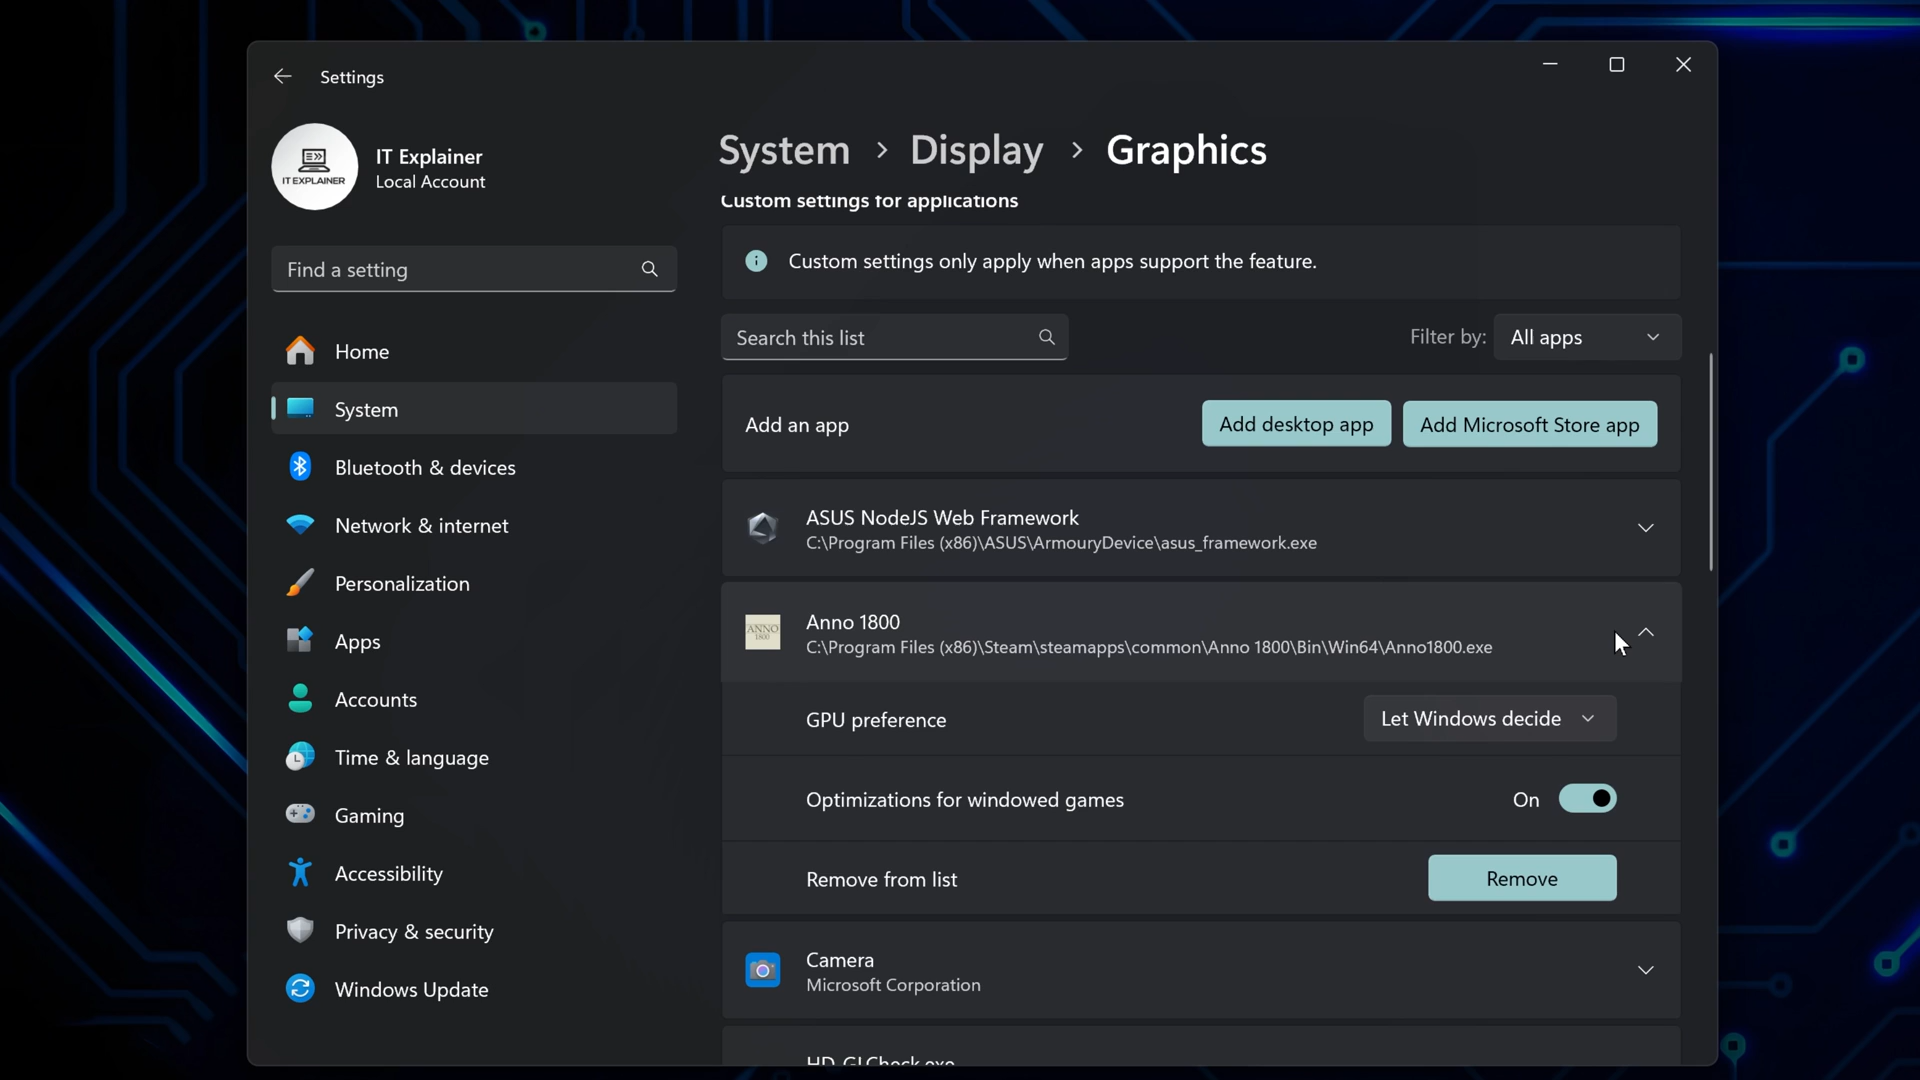 Settings
IT EXPLAINER
IT Explainer
Local Account
Find a setting
Home
System
Bluetooth & devices
Network & internet
Personalization
Apps
Accounts
Time & language
Gaming
Accessibility
Privacy & security
Windows Update
System > Display > Graphics
Custom settings for applications
Custom settings only apply when apps support the feature.
Search this list
Filter by: All apps
Add an app
Add desktop app
Add Microsoft Store app
ASUS NodeJS Web Framework
C:\Program Files (x86)\ASUS\ArmouryDevice\asus_framework.exe
ANNO
1800
Anno 1800
C:\Program Files (x86)\Steam\steamapps\common\Anno 1800\Bin\Win64\Anno1800.exe
GPU preference
Let Windows decide
Optimizations for windowed games
On
Remove from list
Remove
Camera
Microsoft Corporation
HD-GLCheck.exe